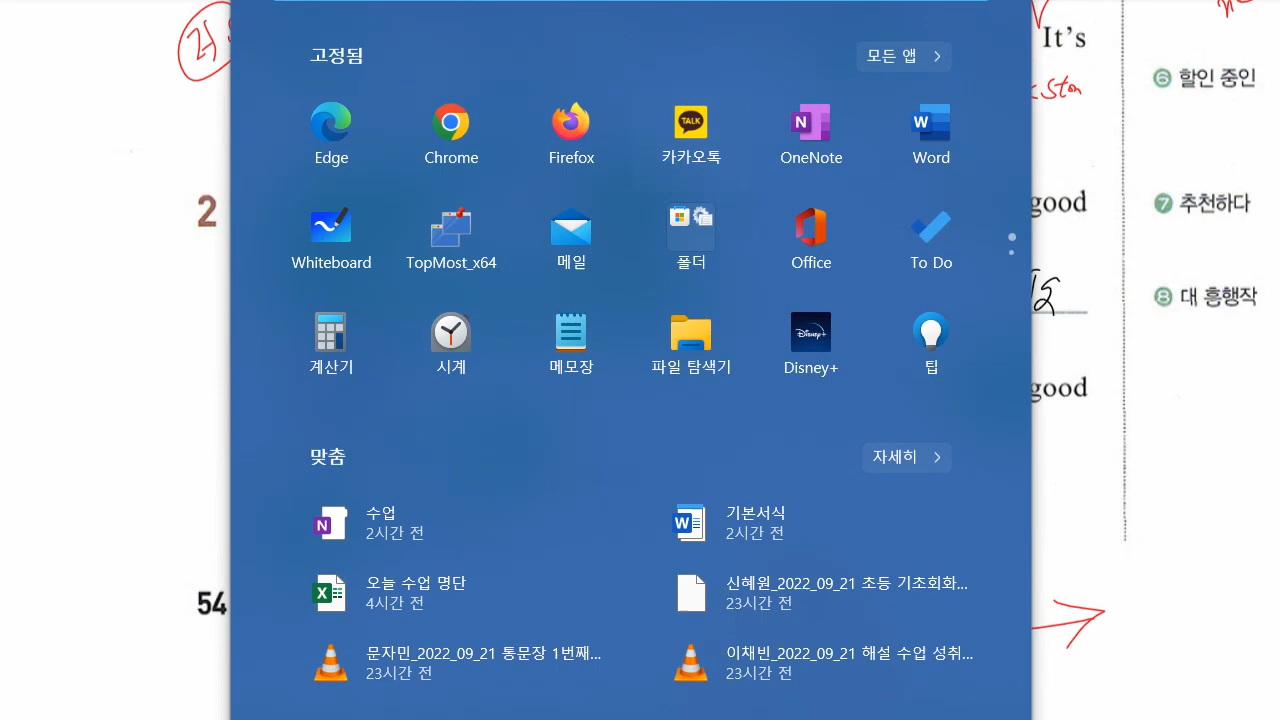 고정됨
모든 앱
It's
⑥ 할인 중인
Edge
Chrome
Firefox
TALK
카카오톡
OneNote
Word
2
good
⑦ 추천하다
Whiteboard
TopMost_x64
메일
폴더
Office
To Do
⑧ 대 흥행작
계산기
시계
메모장
파일 탐색기
Disney+
Disney+
팁
good
맞춤
자세히
수업
2시간 전
기본서식
2시간 전
오늘 수업 명단
4시간 전
신혜원_2022_09_21 초등 기초회화...
23시간 전
54
문자민_2022_09_21 통문장 1번째...
23시간 전
이채빈_2022_09_21 해설 수업 성취...
23시간 전